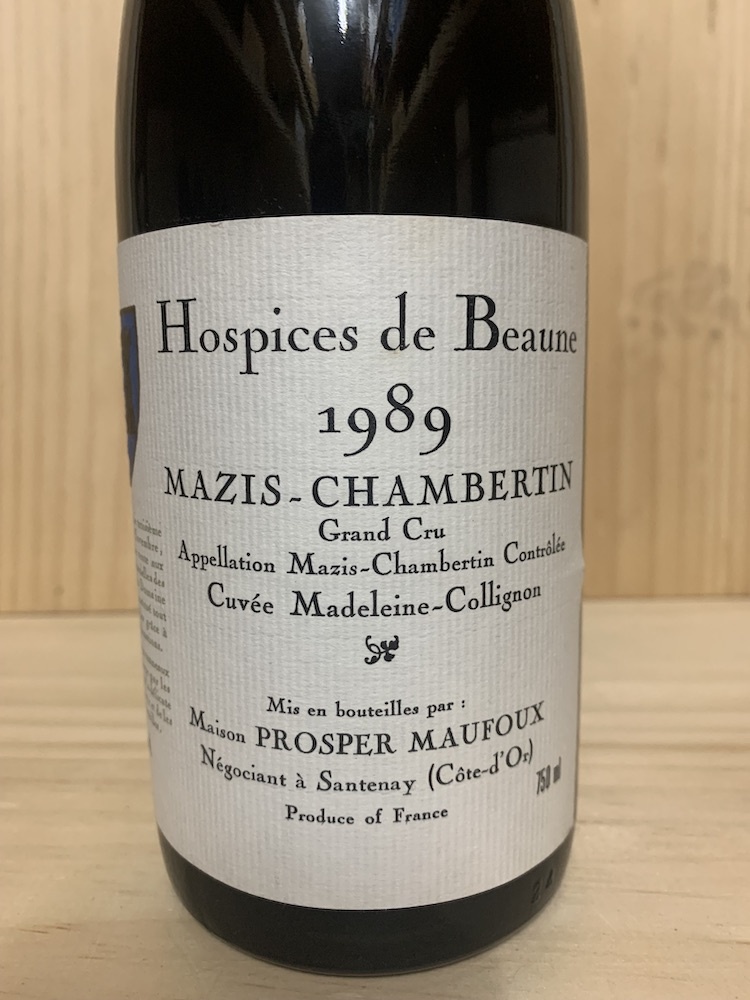 Hospices de Beaune
1989
MAZIS-CHAMBERTIN
Grand Cru
Appellation Mazis-Chambertin Contrôlée
Cuvée Madeleine-Collignon
Mis en bouteilles par :
Maison PROSPER MAUFOUX
Négociant à Santenay (Côte-d'Or)
750 ml
Produce of France